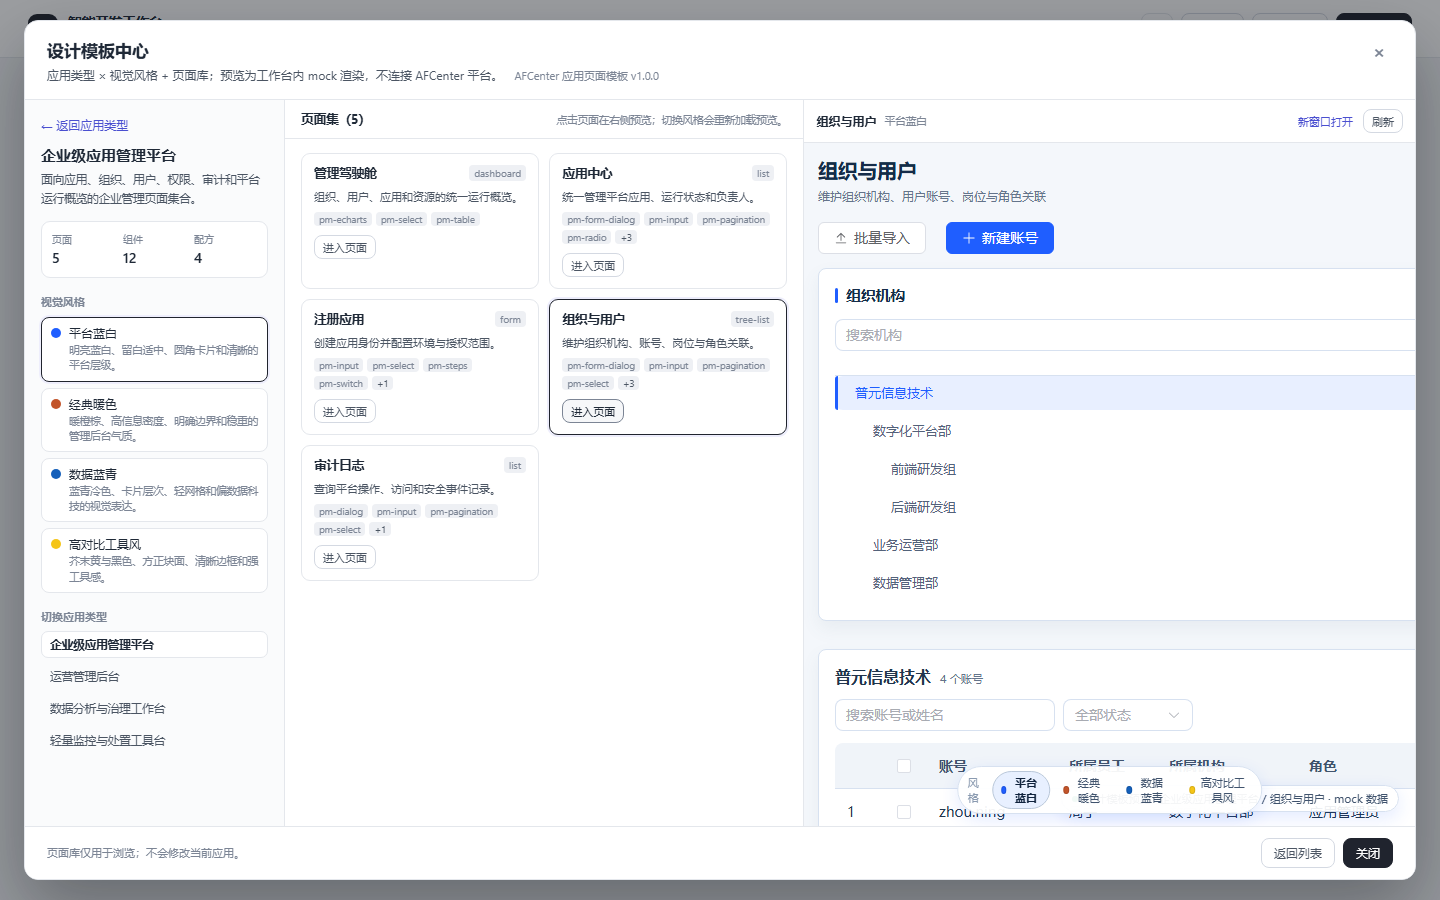 设计模板中心
应用类型 × 视觉风格 + 页面库；预览为工作台内 mock 渲染，不连接 AFCenter 平台。 AFCenter 应用页面模板 v1.0.0
×
← 返回应用类型
企业级应用管理平台
面向应用、组织、用户、权限、审计和平台
运行概览的企业管理页面集合。
页面 组件 配方
5 12 4
视觉风格
平台蓝白
明亮蓝白、留白适中、圆角卡片和清晰的
平台层级。
经典暖色
暖橙棕、高信息密度、明确边界和稳重的
管理后台气质。
数据蓝青
蓝青冷色、卡片层次、轻网格和偏数据科
技的视觉表达。
高对比工具风
芥末黄与黑色、方正块面、清晰边框和强
工具感。
切换应用类型
企业级应用管理平台
运营管理后台
数据分析与治理工作台
轻量监控与处置工具台
页面集（5） 点击页面在右侧预览；切换风格会重新加载预览。
管理驾驶舱 dashboard
组织、用户、应用和资源的统一运行概览。
pm-echarts pm-select pm-table
进入页面
应用中心 list
统一管理平台应用、运行状态和负责人。
pm-form-dialog pm-input pm-pagination
pm-radio +3
进入页面
注册应用 form
创建应用身份并配置环境与授权范围。
pm-input pm-select pm-steps
pm-switch +1
进入页面
组织与用户 tree-list
维护组织机构、账号、岗位与角色关联。
pm-form-dialog pm-input pm-pagination
pm-select +3
进入页面
审计日志 list
查询平台操作、访问和安全事件记录。
pm-dialog pm-input pm-pagination
pm-select +1
进入页面
组织与用户 平台蓝白 新窗口打开 刷新
组织与用户
维护组织机构、用户账号、岗位与角色关联
批量导入 新建账号
组织机构
搜索机构
普元信息技术
数字化平台部
前端研发组
后端研发组
业务运营部
数据管理部
普元信息技术 4 个账号
搜索账号或姓名 全部状态
账号 所属员工 所属机构 角色
1 zhou.ning 周宁 数字化平台部 应用管理员
风格 平台蓝白 经典暖色 数据蓝青 高对比工具风
/ 组织与用户 · mock 数据
页面库仅用于浏览；不会修改当前应用。
返回列表 关闭